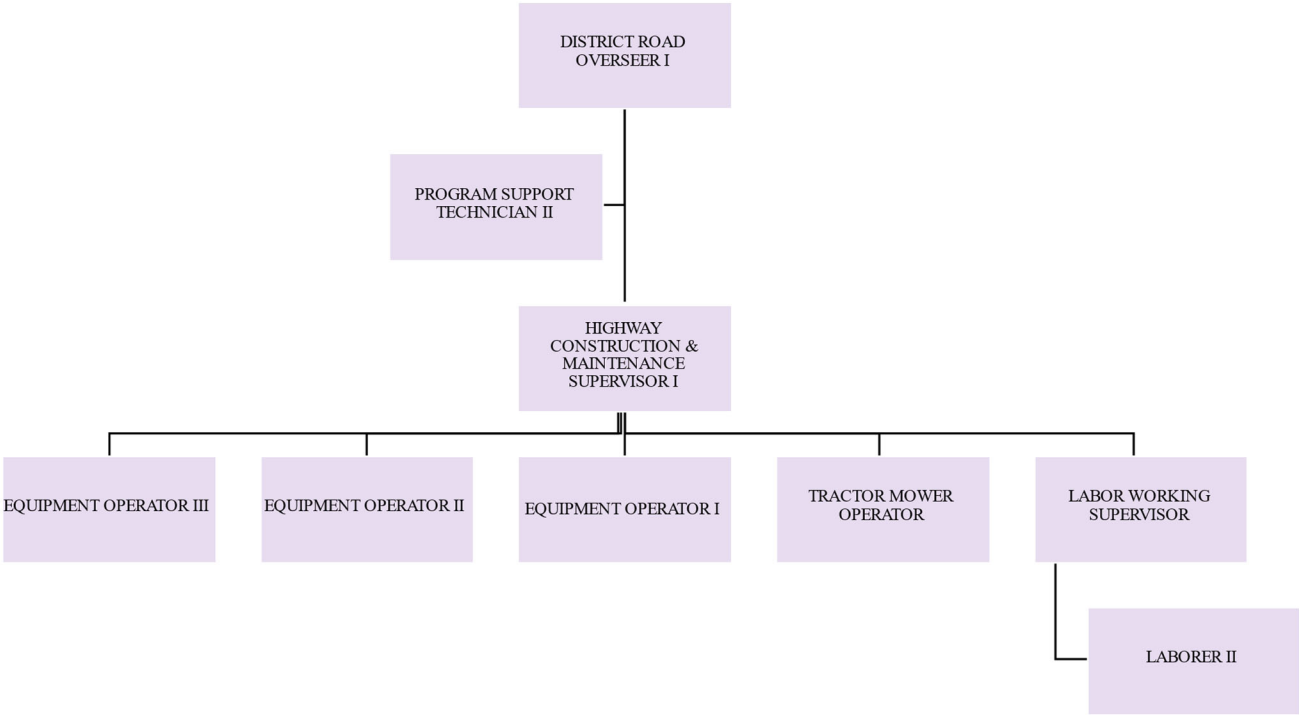 DISTRICT ROAD
OVERSEER I
PROGRAM SUPPORT
TECHNICIAN II
HIGHWAY
CONSTRUCTION &
MAINTENANCE
SUPERVISOR I
EQUIPMENT OPERATOR III
EQUIPMENT OPERATOR II
EQUIPMENT OPERATOR I
TRACTOR MOWER
OPERATOR
LABOR WORKING
SUPERVISOR
LABORER II